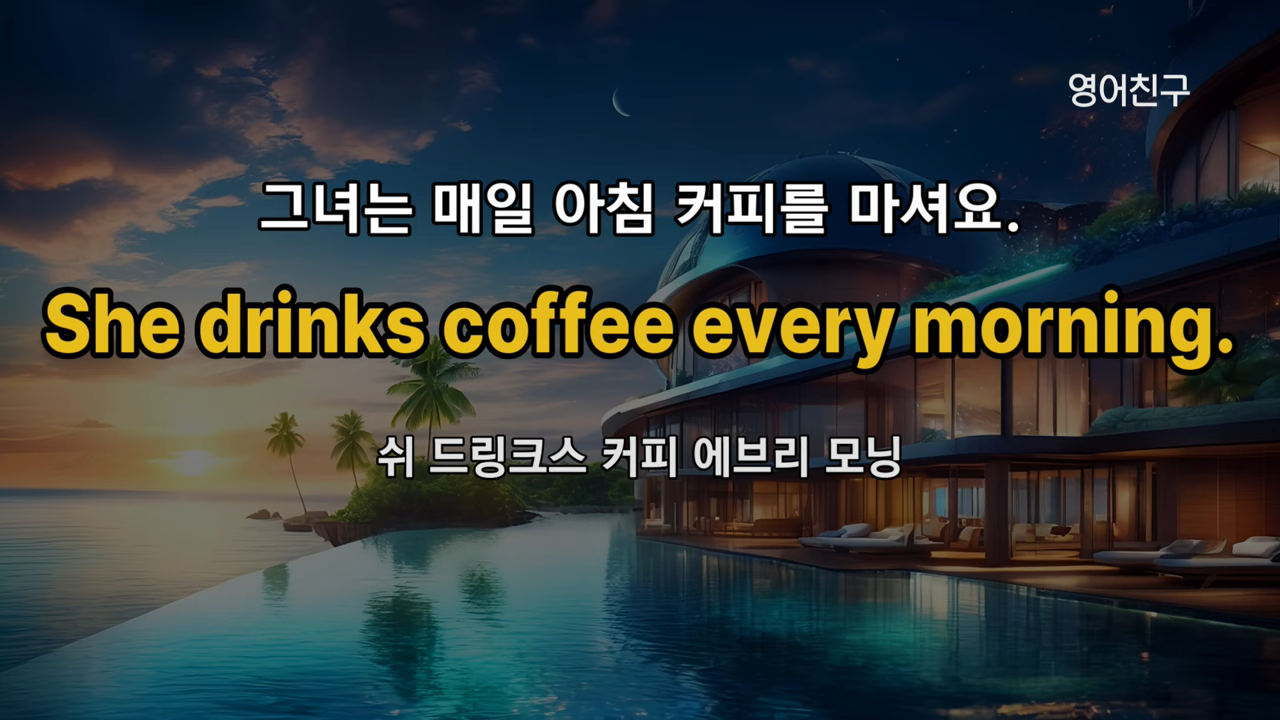 영어친구
그녀는 매일 아침 커피를 마셔요.
She drinks coffee every morning.
쉬 드링크스 커피 에브리 모닝